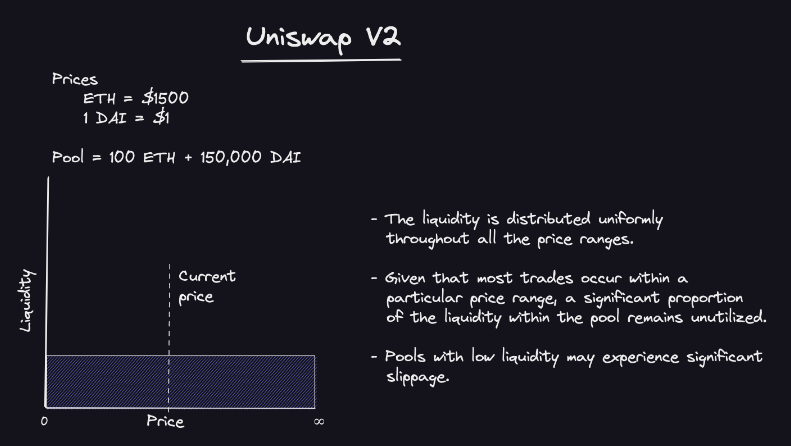 Uniswap V2
Prices
ETH = $1500
1 DAI = $1
Pool = 100 ETH + 150,000 DAI
Liquidity
Current
price
0
Price
∞
- The liquidity is distributed uniformly
throughout all the price ranges.
- Given that most trades occur within a
particular price range, a significant proportion
of the liquidity within the pool remains unutilized.
- Pools with low liquidity may experience significant
slippage.